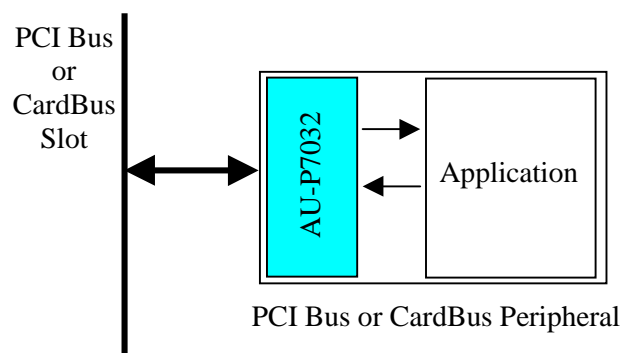 PCI Bus
or
CardBus
Slot
AU-P7032
Application
PCI Bus or CardBus Peripheral